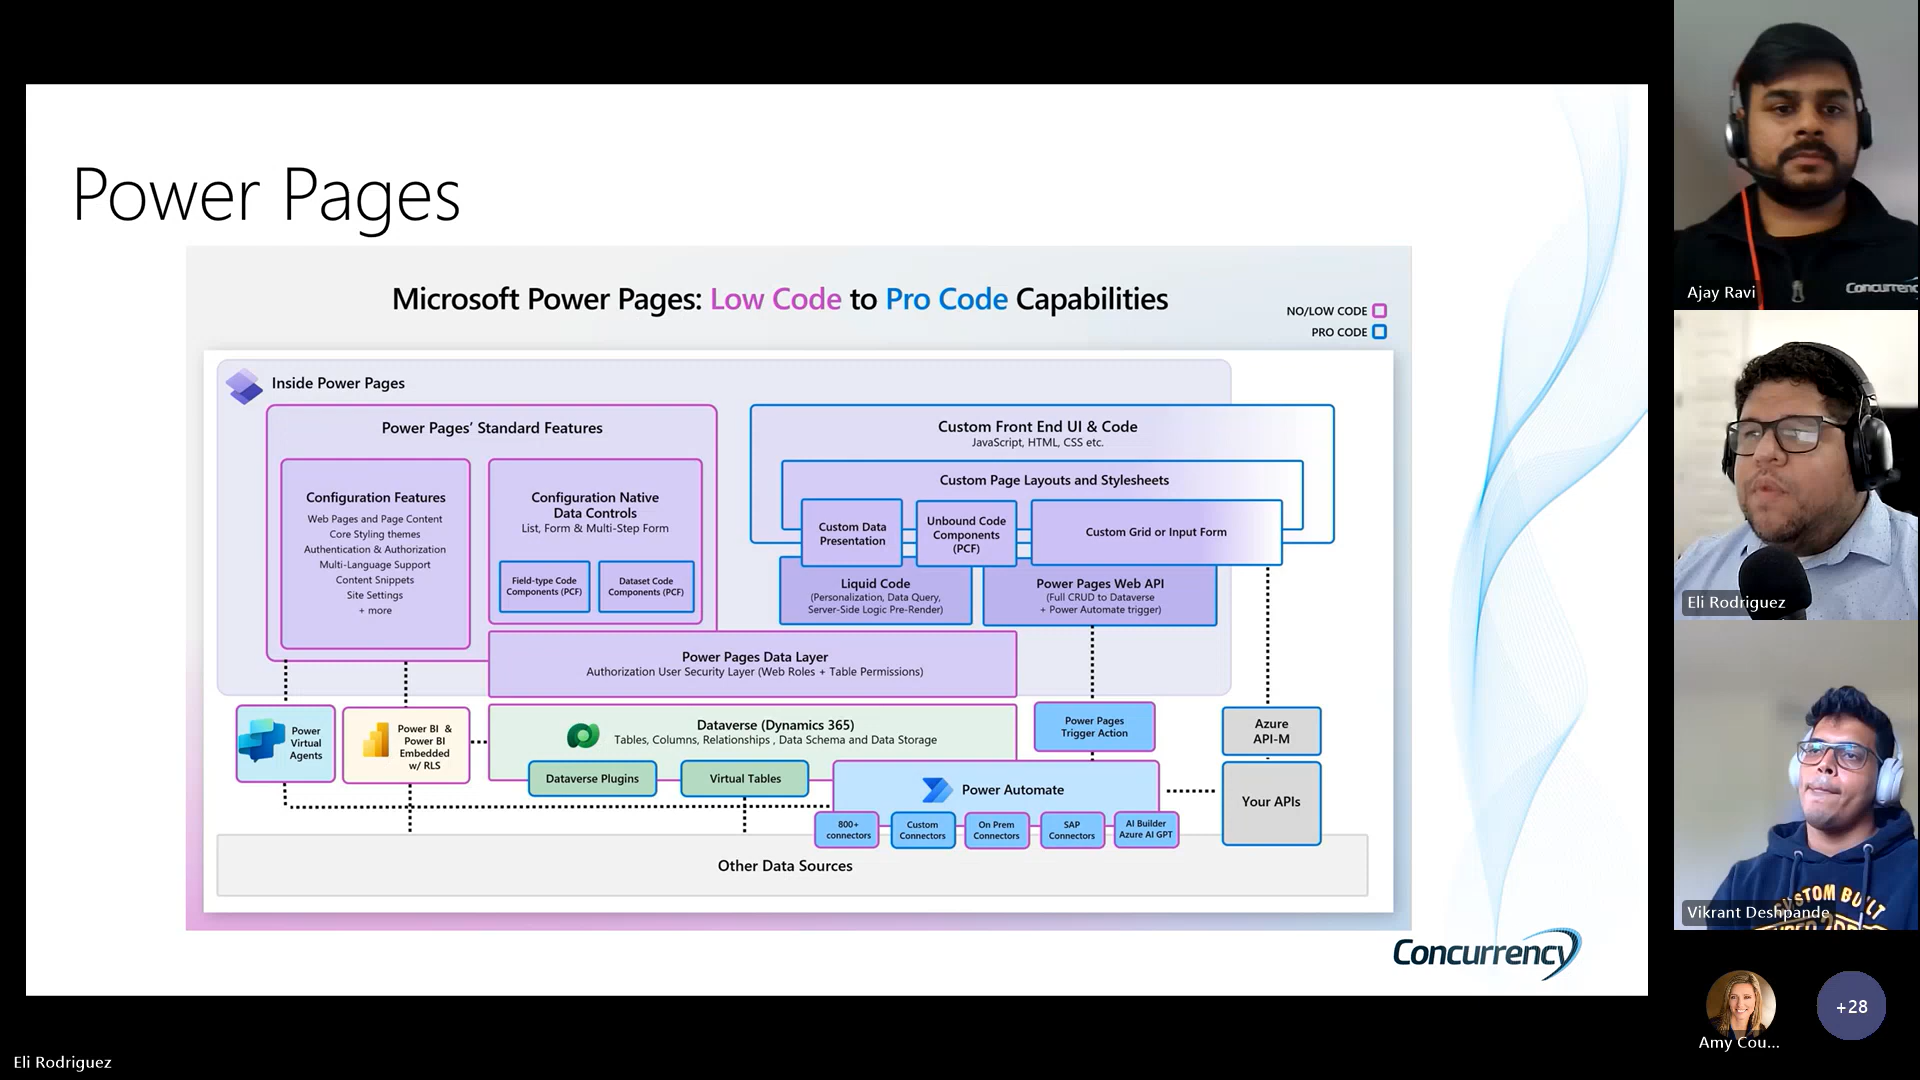 Power Pages
Microsoft Power Pages: Low Code to Pro Code Capabilities
NO/LOW CODE
PRO CODE
Inside Power Pages
Power Pages' Standard Features
Configuration Features
Web Pages and Page Content
Core Styling themes
Authentication & Authorization
Multi-Language Support
Content Snippets
Site Settings
+ more
Configuration Native
Data Controls
List, Form & Multi-Step Form
Field-type Code
Components (PCF)
Dataset Code
Components (PCF)
Custom Front End UI & Code
JavaScript, HTML, CSS etc.
Custom Page Layouts and Stylesheets
Custom Data
Presentation
Unbound Code
Components
(PCF)
Custom Grid or Input Form
Liquid Code
(Personalization, Data Query,
Server-Side Logic Pre-Render)
Power Pages Web API
(Full CRUD to Dataverse
+ Power Automate trigger)
Power Pages Data Layer
Authorization User Security Layer (Web Roles + Table Permissions)
Power
Virtual
Agents
Power BI &
Power BI
Embedded
w/ RLS
Dataverse (Dynamics 365)
Tables, Columns, Relationships , Data Schema and Data Storage
Dataverse Plugins
Virtual Tables
Power Pages
Trigger Action
Azure
API-M
Power Automate
Your APIs
800+
connectors
Custom
Connectors
On Prem
Connectors
SAP
Connectors
AI Builder
Azure AI GPT
Other Data Sources
Concurrency
Ajay Ravi
Concurrenc
Eli Rodriguez
STOM BU LT
Vikrant Deshpande
Amy Cou...
+28
Eli Rodriguez